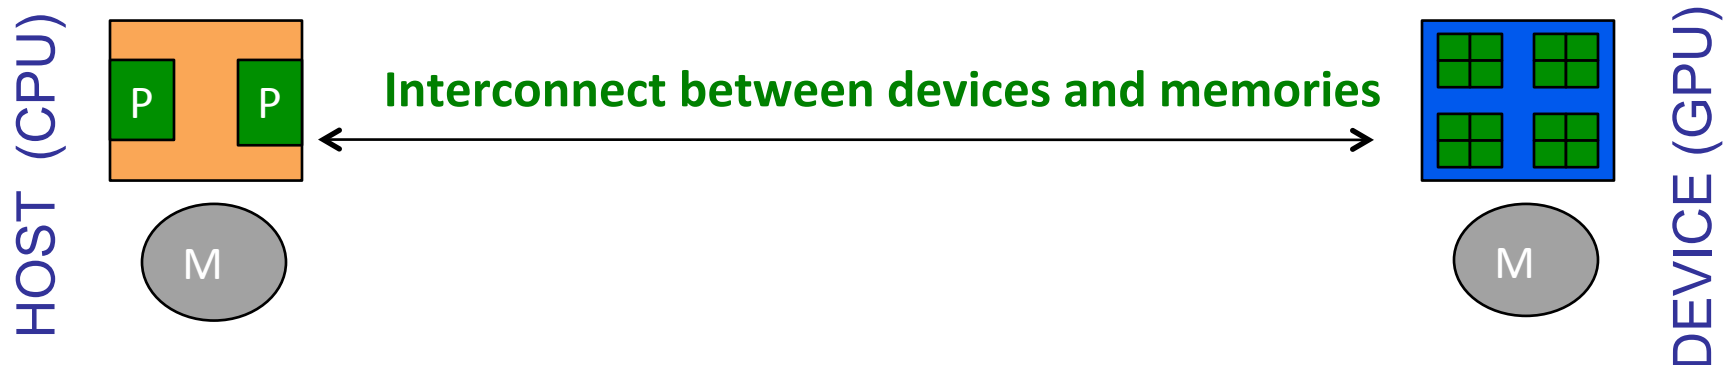 HOST (CPU)
P
P
Interconnect between devices and memories
M
M
DEVICE (GPU)